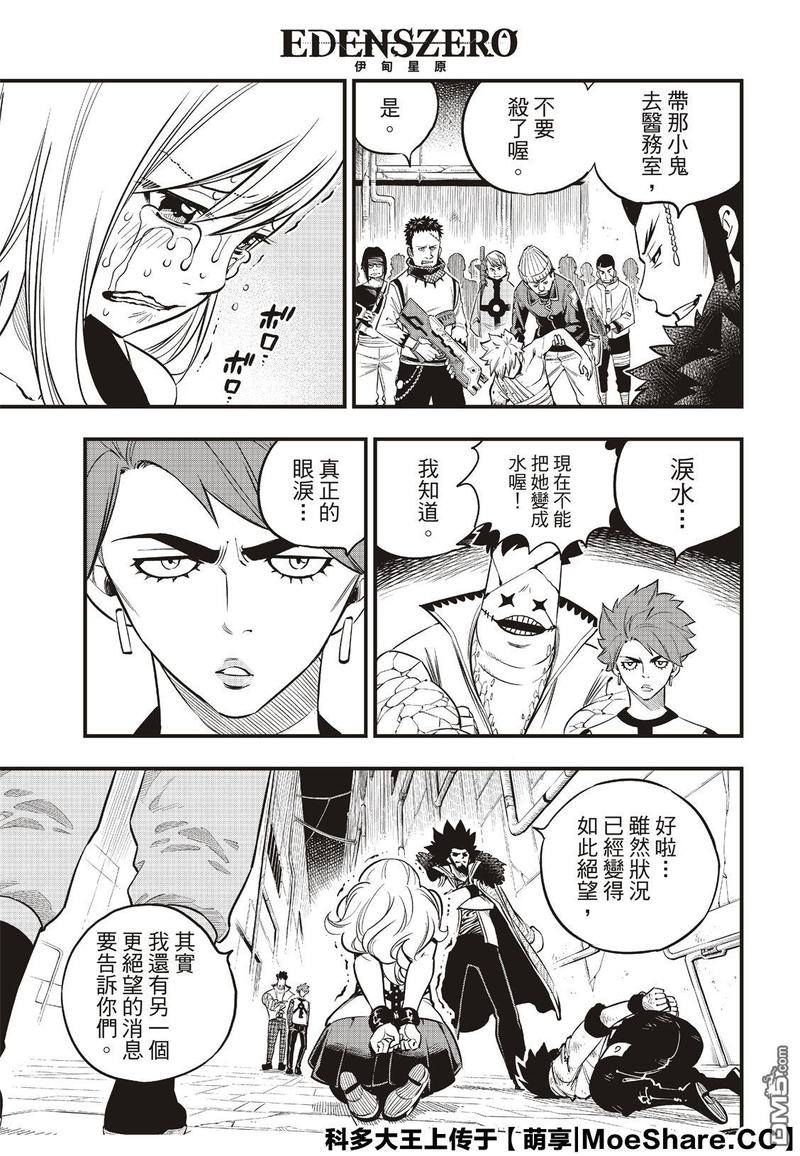 EDENSZERO
伊甸星原
帶那小鬼
去醫務室，
不要
殺了喔。
是。
ボロ
ボロ
淚水…
現在不能
把她變成
水喔！
我知道。
真正的
眼淚…
好啦…
雖然狀況
已經變得
如此絕望，
其實
我還有另一個
更絕望的消息
要告訴你們。
科多大王上传于【萌享|MoeShare.CC】
DM5.com